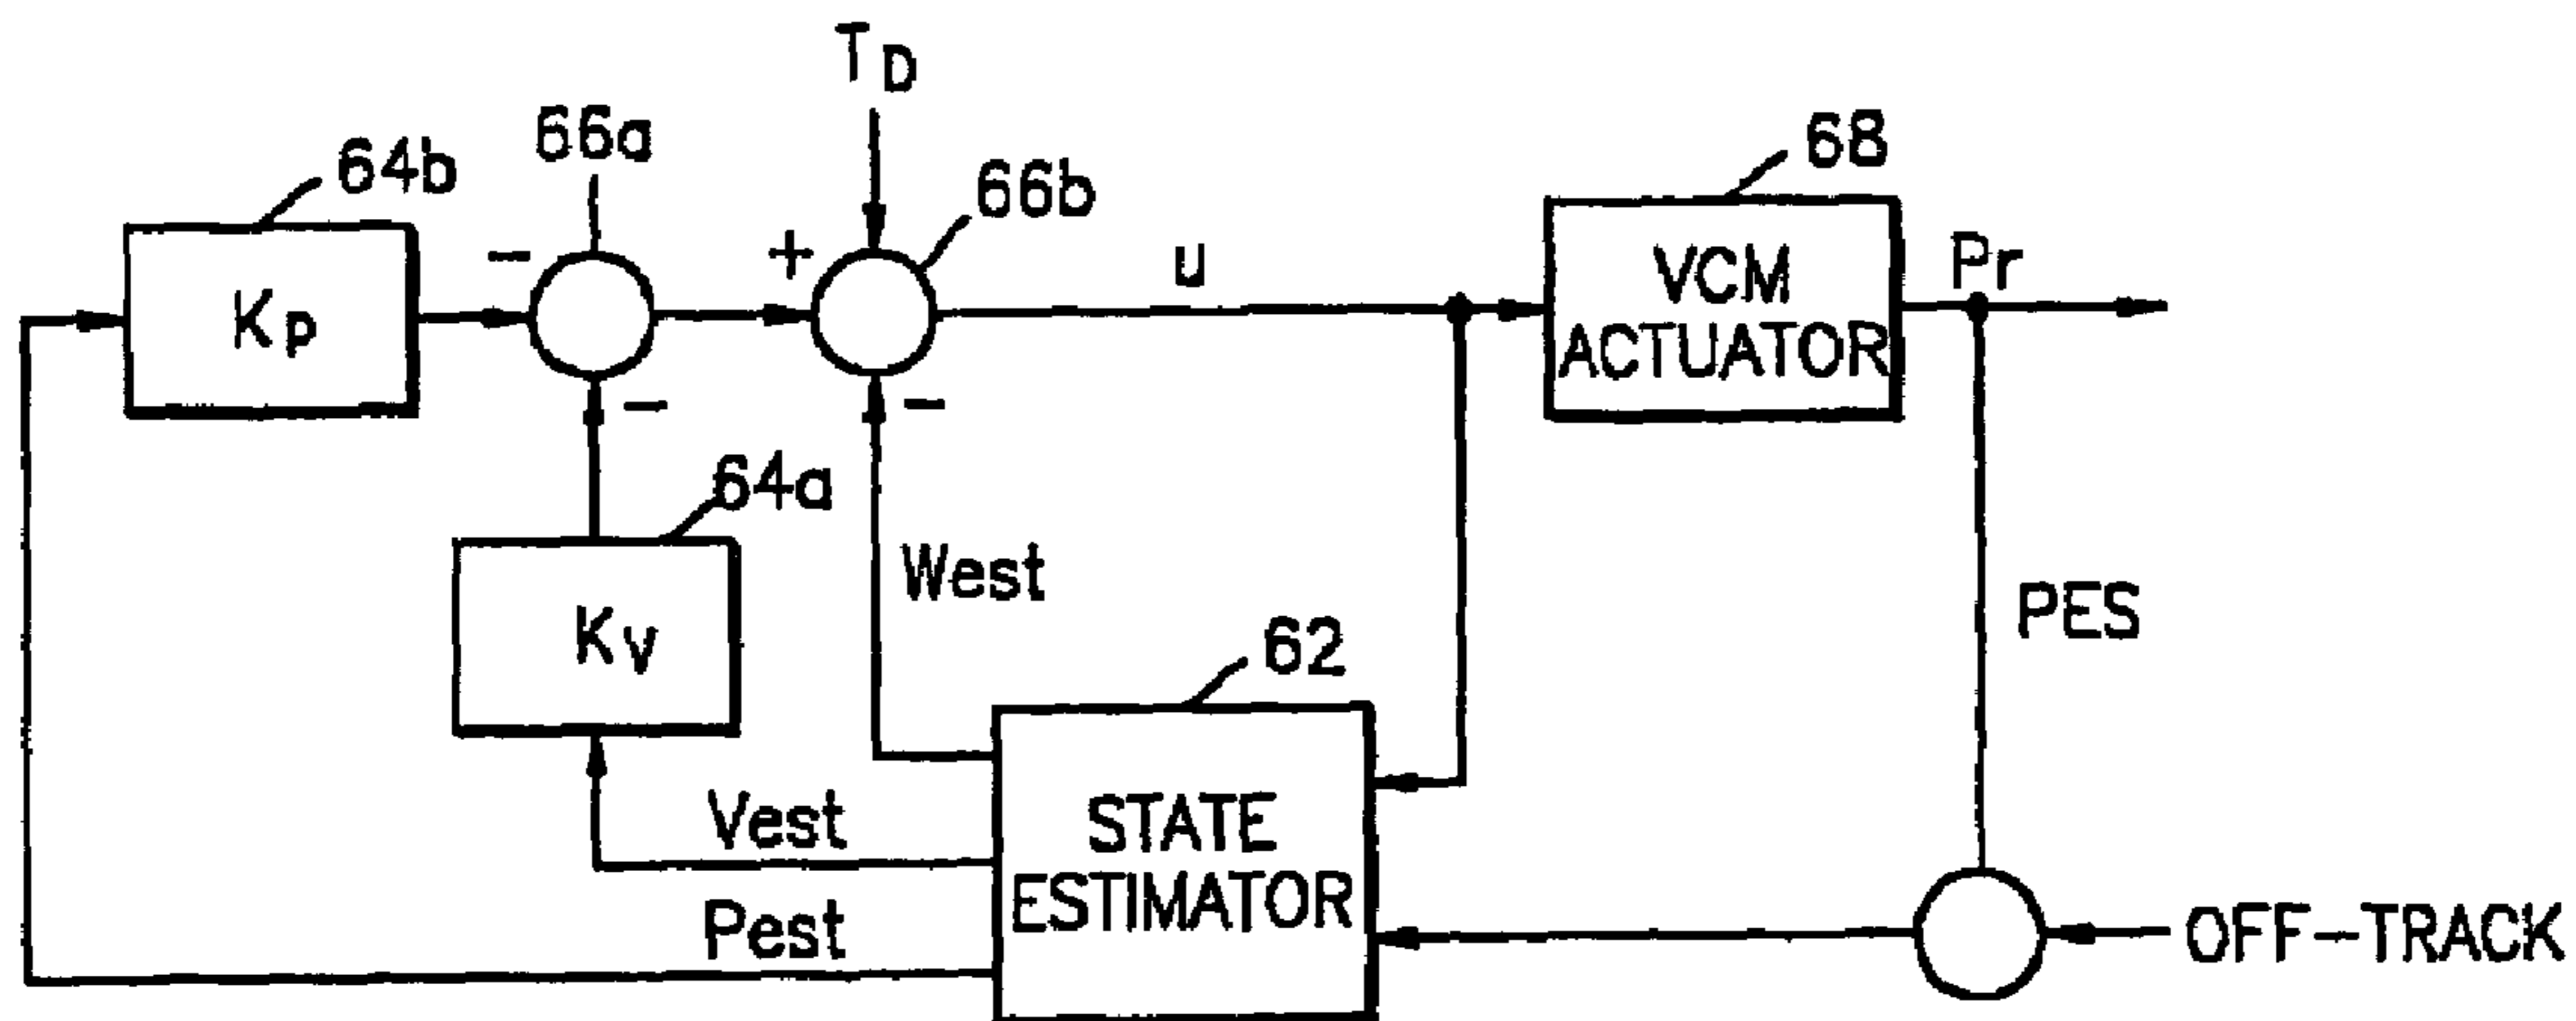 TD
66a
64b
66b
68
- + u
VCM
ACTUATOR
Pr
KP
- -
64a
West
PES
KV
62
Vest
STATE
ESTIMATOR
Pest
OFF-TRACK
-